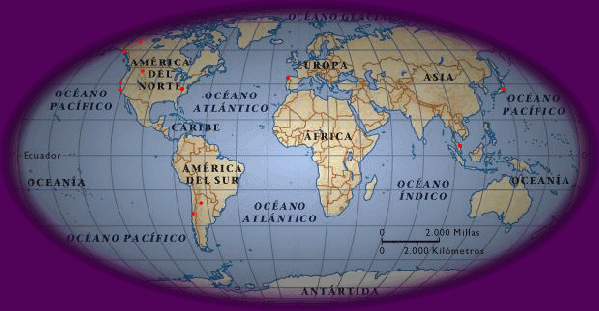 OCÉANO GLACIAL
AMÉRICA
DEL
NORTE
EUROPA
ASIA
OCÉANO
PACÍFICO
OCÉANO
ATLÁNTICO
OCÉANO
PACÍFICO
CARIBE
ÁFRICA
Ecuador
AMÉRICA
DEL SUR
OCEANÍA
OCÉANO
ÍNDICO
OCEANÍA
OCÉANO
ATLÁNTICO
OCÉANO PACÍFICO
0 2.000 Millas
0 2.000 Kilómetros
ANTÁRTIDA